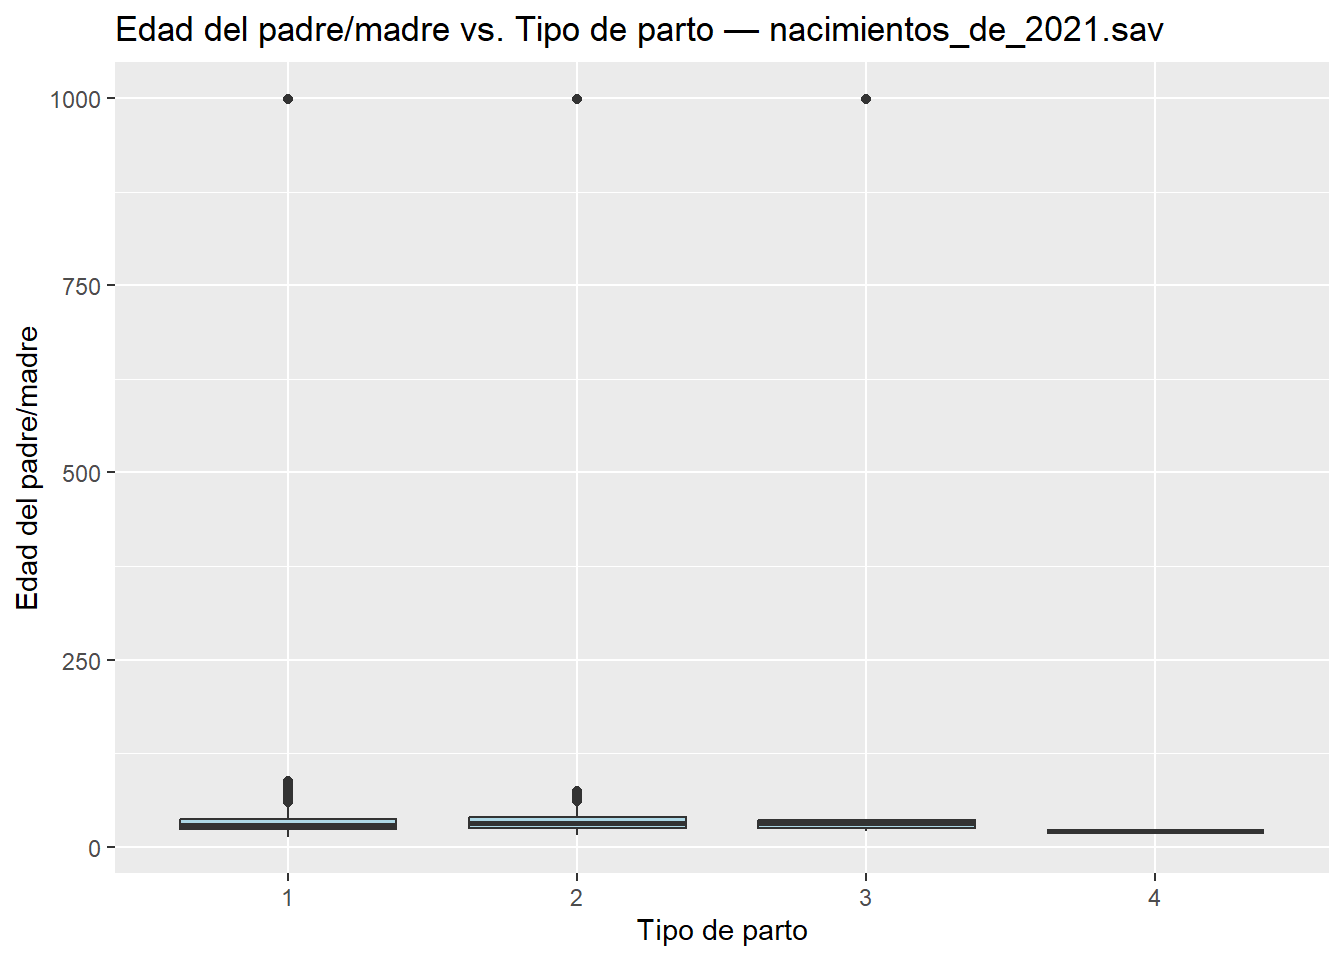 Edad del padre/madre vs. Tipo de parto — nacimientos_de_2021.sav
1000
750
500
250
0
Edad del padre/madre
1 2 3 4
Tipo de parto